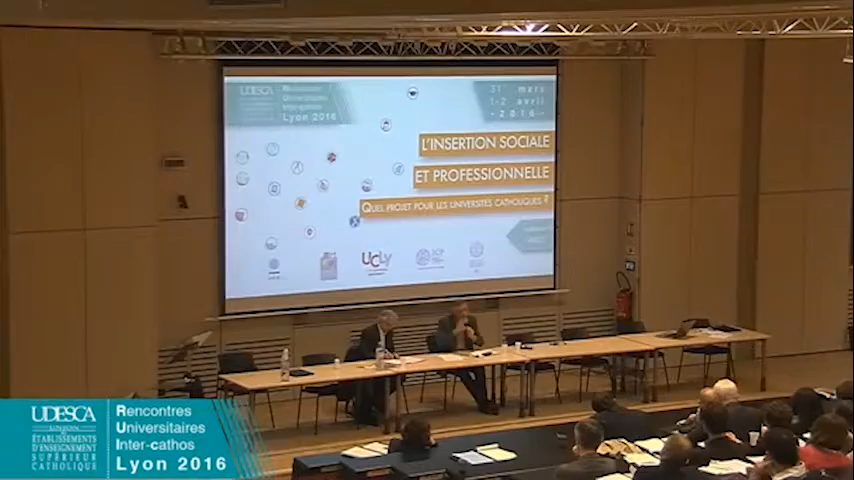 UDESCA
Rencontres
Universitaires
Inter-cathos
Lyon 2016
31 mars
1-2 avril
-2016-
L'INSERTION SOCIALE
ET PROFESSIONNELLE
QUEL PROJET POUR LES UNIVERSITÉS CATHOLIQUES ?
UCLy
UDESCA
UNION DE
ÉTABLISSEMENTS
D'ENSEIGNEMENT
SUPÉRIEUR
CATHOLIQUE
Rencontres
Universitaires
Inter-cathos
Lyon 2016